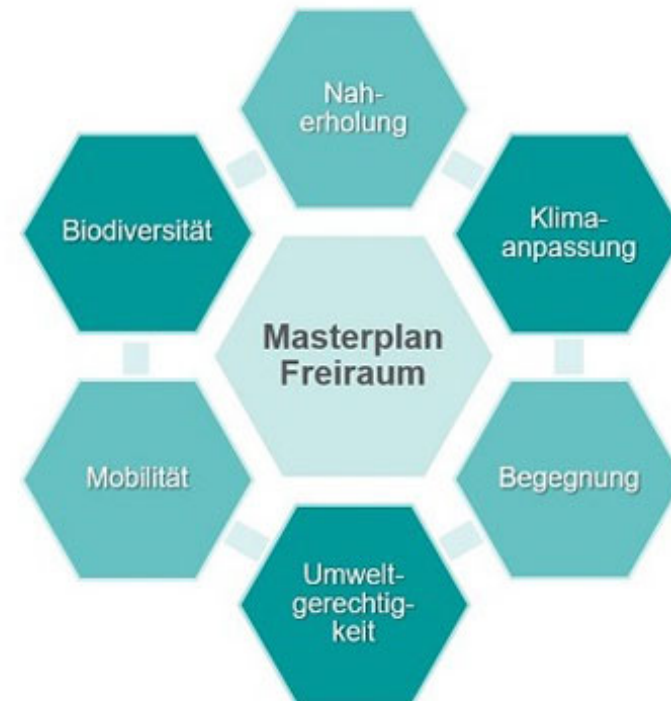 Nah-
erholung
Klima-
anpassung
Biodiversität
Masterplan
Freiraum
Mobilität
Begegnung
Umwelt-
gerechtig-
keit